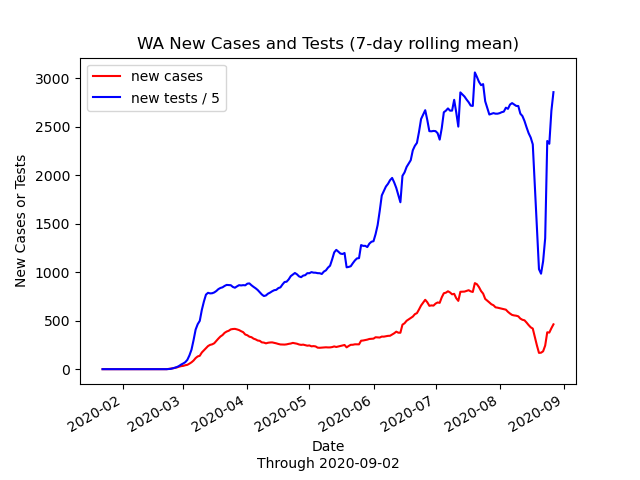 WA New Cases and Tests (7-day rolling mean)
new cases
new tests / 5
New Cases or Tests
3000
2500
2000
1500
1000
500
0
2020-02
2020-03
2020-04
2020-05
2020-06
2020-07
2020-08
2020-09
Date
Through 2020-09-02